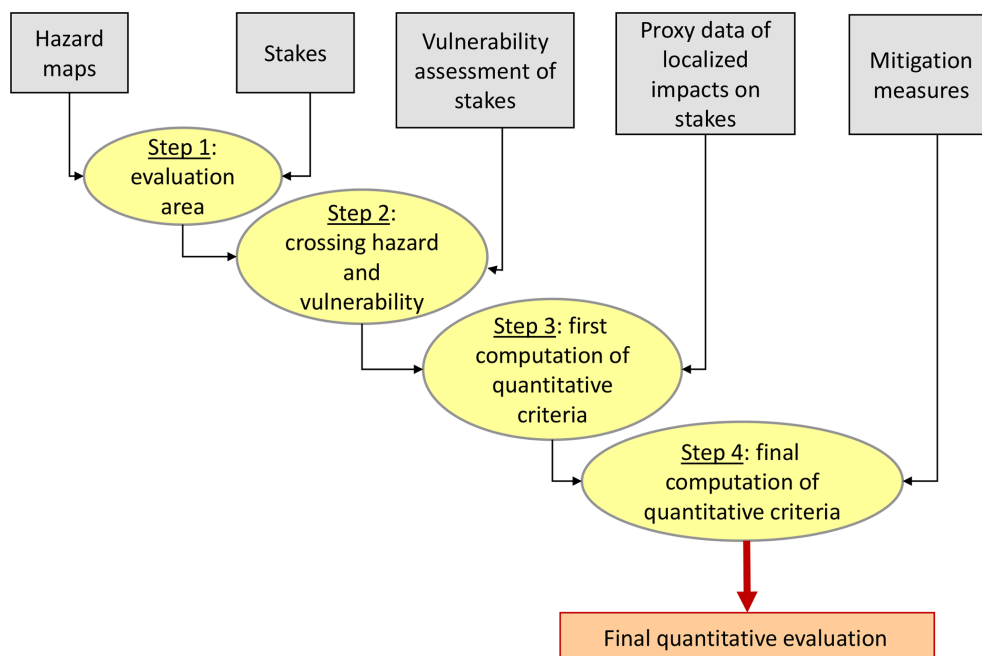 Hazard
maps
Stakes
Vulnerability
assessment of
stakes
Proxy data of
localized
impacts on
stakes
Mitigation
measures
Step 1:
evaluation
area
Step 2:
crossing hazard
and
vulnerability
Step 3: first
computation of
quantitative
criteria
Step 4: final
computation of
quantitative criteria
Final quantitative evaluation